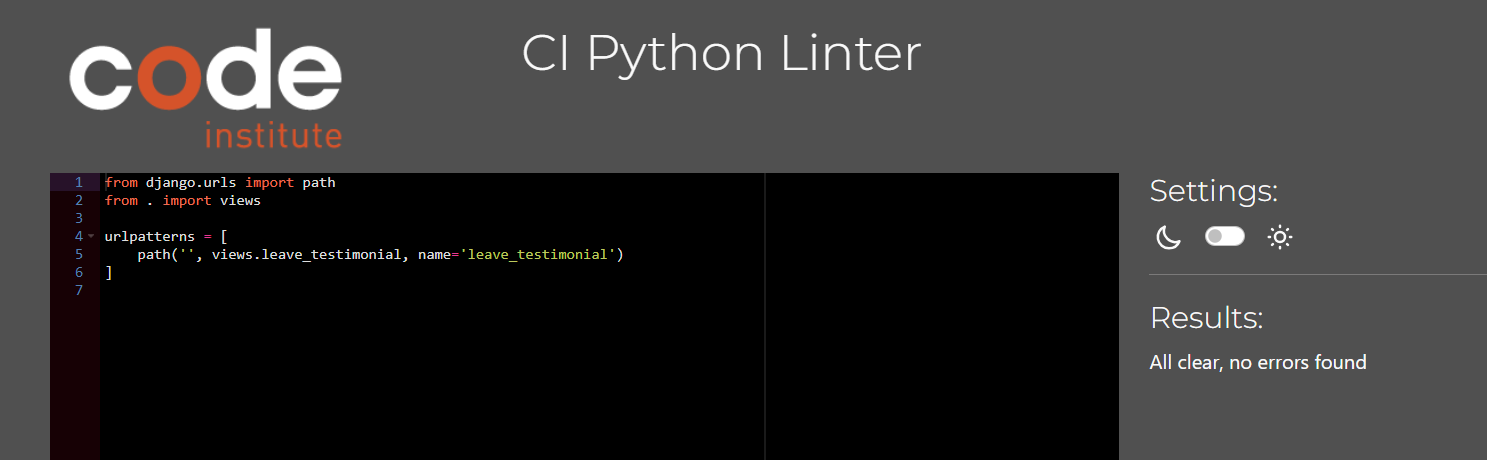 code
institute
CI Python Linter
1 from django.urls import path
2 from . import views
3
4 urlpatterns = [
5     path('', views.leave_testimonial, name='leave_testimonial')
6 ]
7
Settings:
Results:
All clear, no errors found